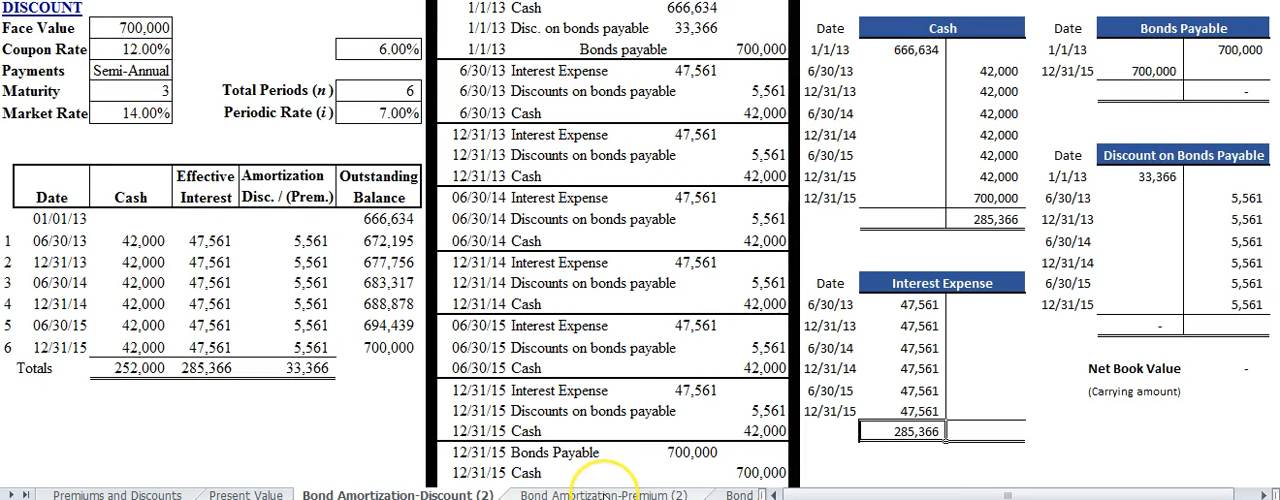 DISCOUNT
Face Value 700,000
Coupon Rate 12.00% 6.00%
Payments Semi-Annual
Maturity 3 Total Periods (n) 6
Market Rate 14.00% Periodic Rate (i) 7.00%
Effective Amortization Outstanding
Date Cash Interest Disc. / (Prem.) Balance
01/01/13 666,634
1 06/30/13 42,000 47,561 5,561 672,195
2 12/31/13 42,000 47,561 5,561 677,756
3 06/30/14 42,000 47,561 5,561 683,317
4 12/31/14 42,000 47,561 5,561 688,878
5 06/30/15 42,000 47,561 5,561 694,439
6 12/31/15 42,000 47,561 5,561 700,000
Totals 252,000 285,366 33,366
1/1/13 Cash 666,634
1/1/13 Disc. on bonds payable 33,366
1/1/13 Bonds payable 700,000
6/30/13 Interest Expense 47,561
6/30/13 Discounts on bonds payable 5,561
6/30/13 Cash 42,000
12/31/13 Interest Expense 47,561
12/31/13 Discounts on bonds payable 5,561
12/31/13 Cash 42,000
06/30/14 Interest Expense 47,561
06/30/14 Discounts on bonds payable 5,561
06/30/14 Cash 42,000
12/31/14 Interest Expense 47,561
12/31/14 Discounts on bonds payable 5,561
12/31/14 Cash 42,000
06/30/15 Interest Expense 47,561
06/30/15 Discounts on bonds payable 5,561
06/30/15 Cash 42,000
12/31/15 Interest Expense 47,561
12/31/15 Discounts on bonds payable 5,561
12/31/15 Cash 42,000
12/31/15 Bonds Payable 700,000
12/31/15 Cash 700,000
Date Cash
1/1/13 666,634
6/30/13 42,000
12/31/13 42,000
6/30/14 42,000
12/31/14 42,000
6/30/15 42,000
12/31/15 42,000
12/31/15 700,000
285,366
Date Interest Expense
6/30/13 47,561
12/31/13 47,561
6/30/14 47,561
12/31/14 47,561
6/30/15 47,561
12/31/15 47,561
285,366
Date Bonds Payable
1/1/13 700,000
12/31/15 700,000
-
Date Discount on Bonds Payable
1/1/13 33,366
6/30/13 5,561
12/31/13 5,561
6/30/14 5,561
12/31/14 5,561
6/30/15 5,561
12/31/15 5,561
-
Net Book Value -
(Carrying amount)
Premiums and Discounts Present Value Bond Amortization-Discount (2) Bond Amortization-Premium (2) Bond